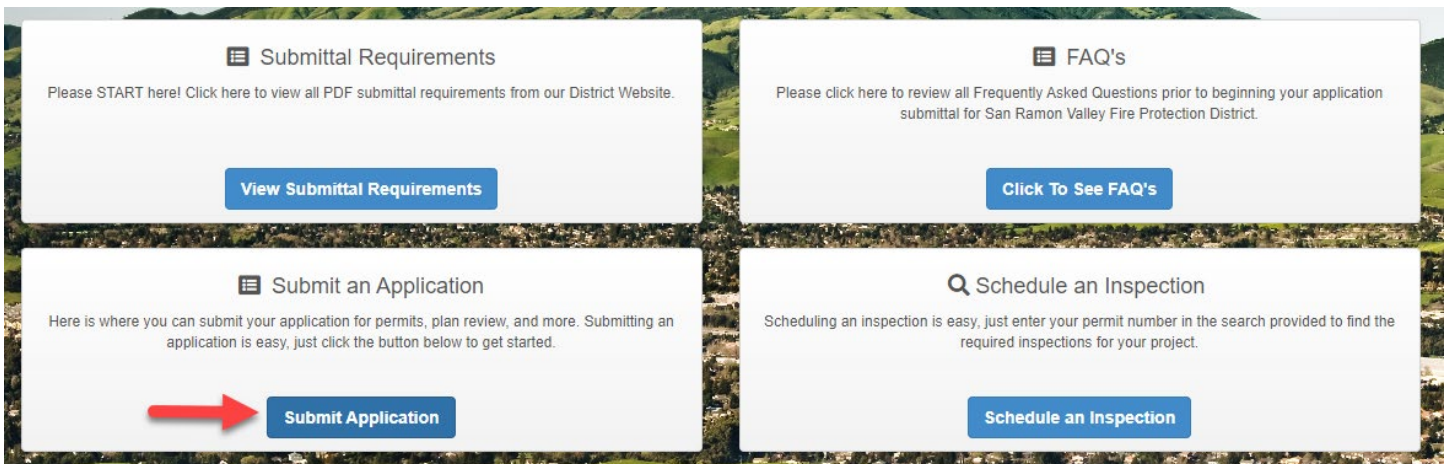 Submittal Requirements
Please START here! Click here to view all PDF submittal requirements from our District Website.
View Submittal Requirements
FAQ's
Please click here to review all Frequently Asked Questions prior to beginning your application
submittal for San Ramon Valley Fire Protection District.
Click To See FAQ's
Submit an Application
Here is where you can submit your application for permits, plan review, and more. Submitting an
application is easy, just click the button below to get started.
Submit Application
Schedule an Inspection
Scheduling an inspection is easy, just enter your permit number in the search provided to find the
required inspections for your project.
Schedule an Inspection